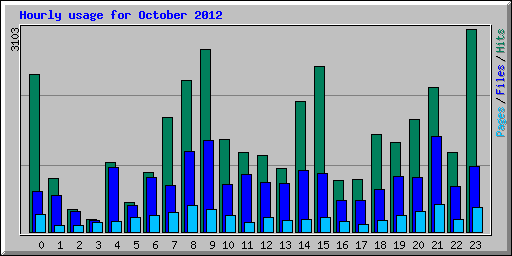 Hourly usage for October 2012
3103
Pages / Files / Hits
0 1 2 3 4 5 6 7 8 9 10 11 12 13 14 15 16 17 18 19 20 21 22 23